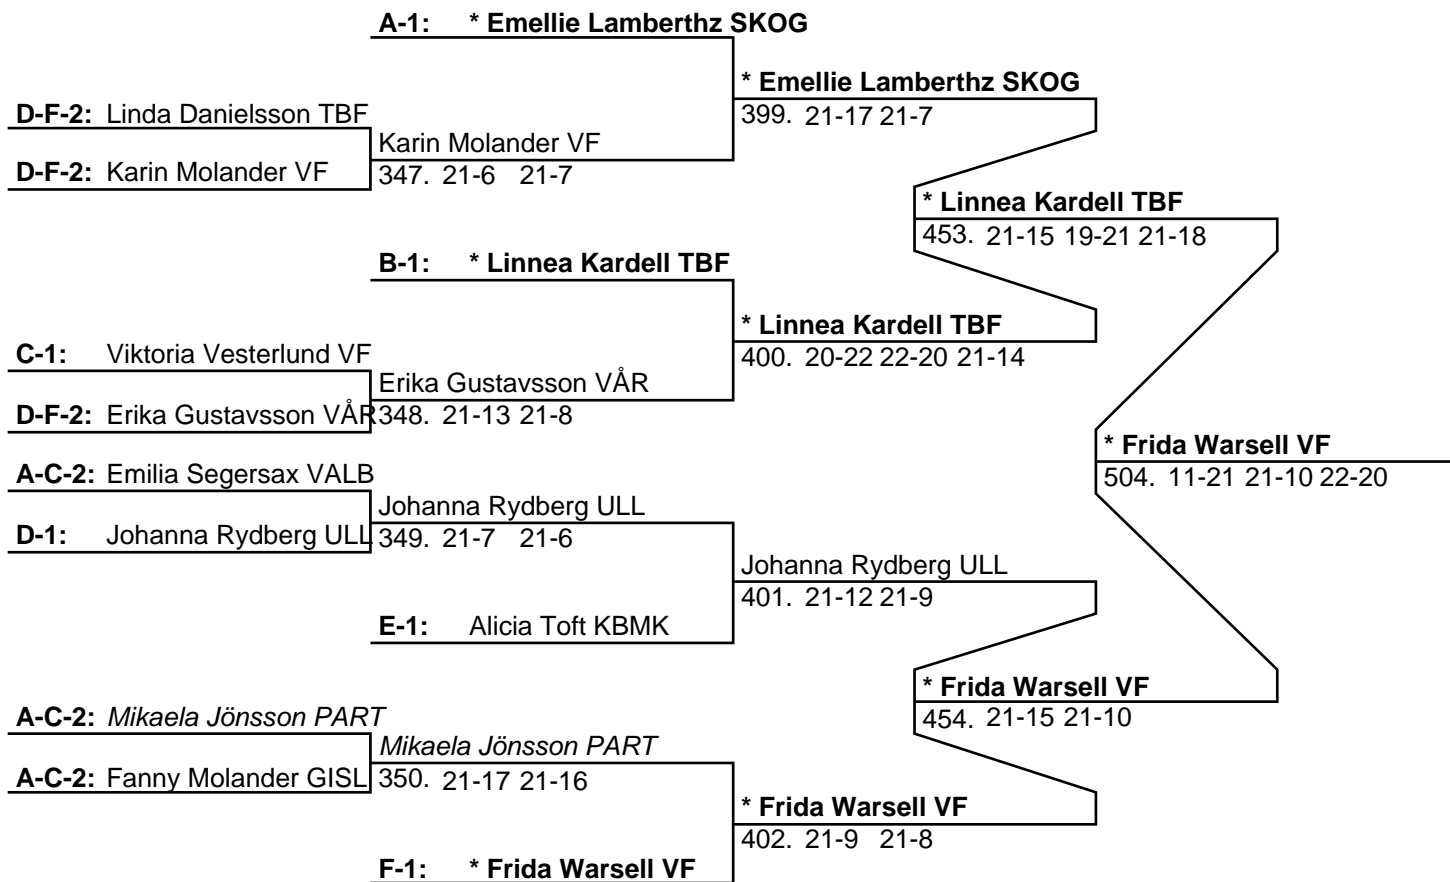 A-1: * Emellie Lamberthz SKOG
* Emellie Lamberthz SKOG
399. 21-17 21-7
D-F-2: Linda Danielsson TBF
Karin Molander VF
D-F-2: Karin Molander VF
347. 21-6 21-7
* Linnea Kardell TBF
453. 21-15 19-21 21-18
B-1: * Linnea Kardell TBF
* Linnea Kardell TBF
400. 20-22 22-20 21-14
C-1: Viktoria Vesterlund VF
Erika Gustavsson VÅR
D-F-2: Erika Gustavsson VÅR
348. 21-13 21-8
* Frida Warsell VF
504. 11-21 21-10 22-20
A-C-2: Emilia Segersax VALB
Johanna Rydberg ULL
D-1: Johanna Rydberg ULL
349. 21-7 21-6
Johanna Rydberg ULL
401. 21-12 21-9
E-1: Alicia Toft KBMK
* Frida Warsell VF
454. 21-15 21-10
A-C-2: Mikaela Jönsson PART
Mikaela Jönsson PART
A-C-2: Fanny Molander GISL
350. 21-17 21-16
* Frida Warsell VF
402. 21-9 21-8
F-1: * Frida Warsell VF